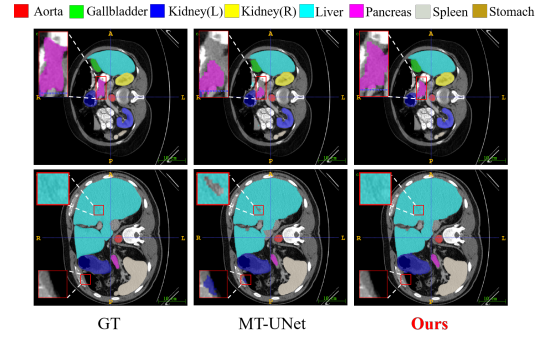 Aorta Gallbladder Kidney(L) Kidney(R) Liver Pancreas Spleen Stomach
A A A
R L R L R L
P P P
A A A
R L R L R L
P P P
GT MT-UNet Ours